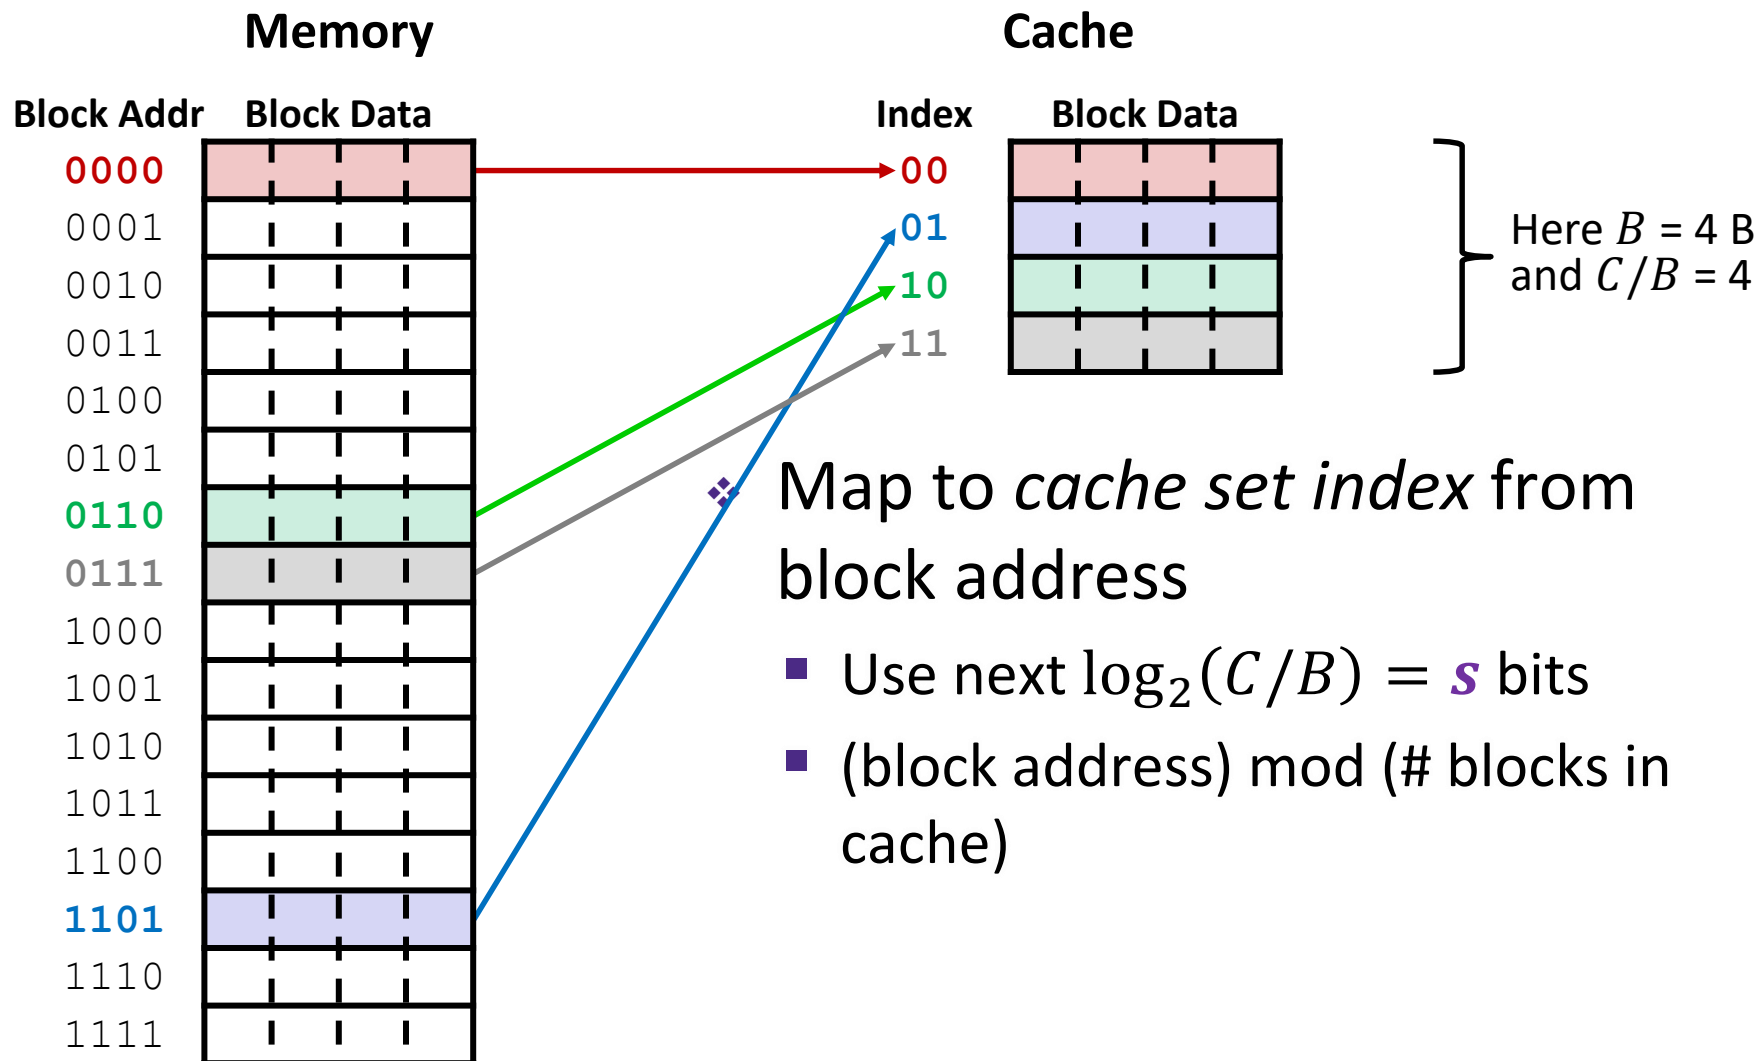 Memory
Cache
Block Addr Block Data
Index Block Data
0000
0001
0010
0011
0100
0101
0110
0111
1000
1001
1010
1011
1100
1101
1110
1111
00
01
10
11
Here B = 4 B
and C/B = 4
❖ Map to cache set index from
block address
▪ Use next log₂(C/B) = s bits
▪ (block address) mod (# blocks in
cache)